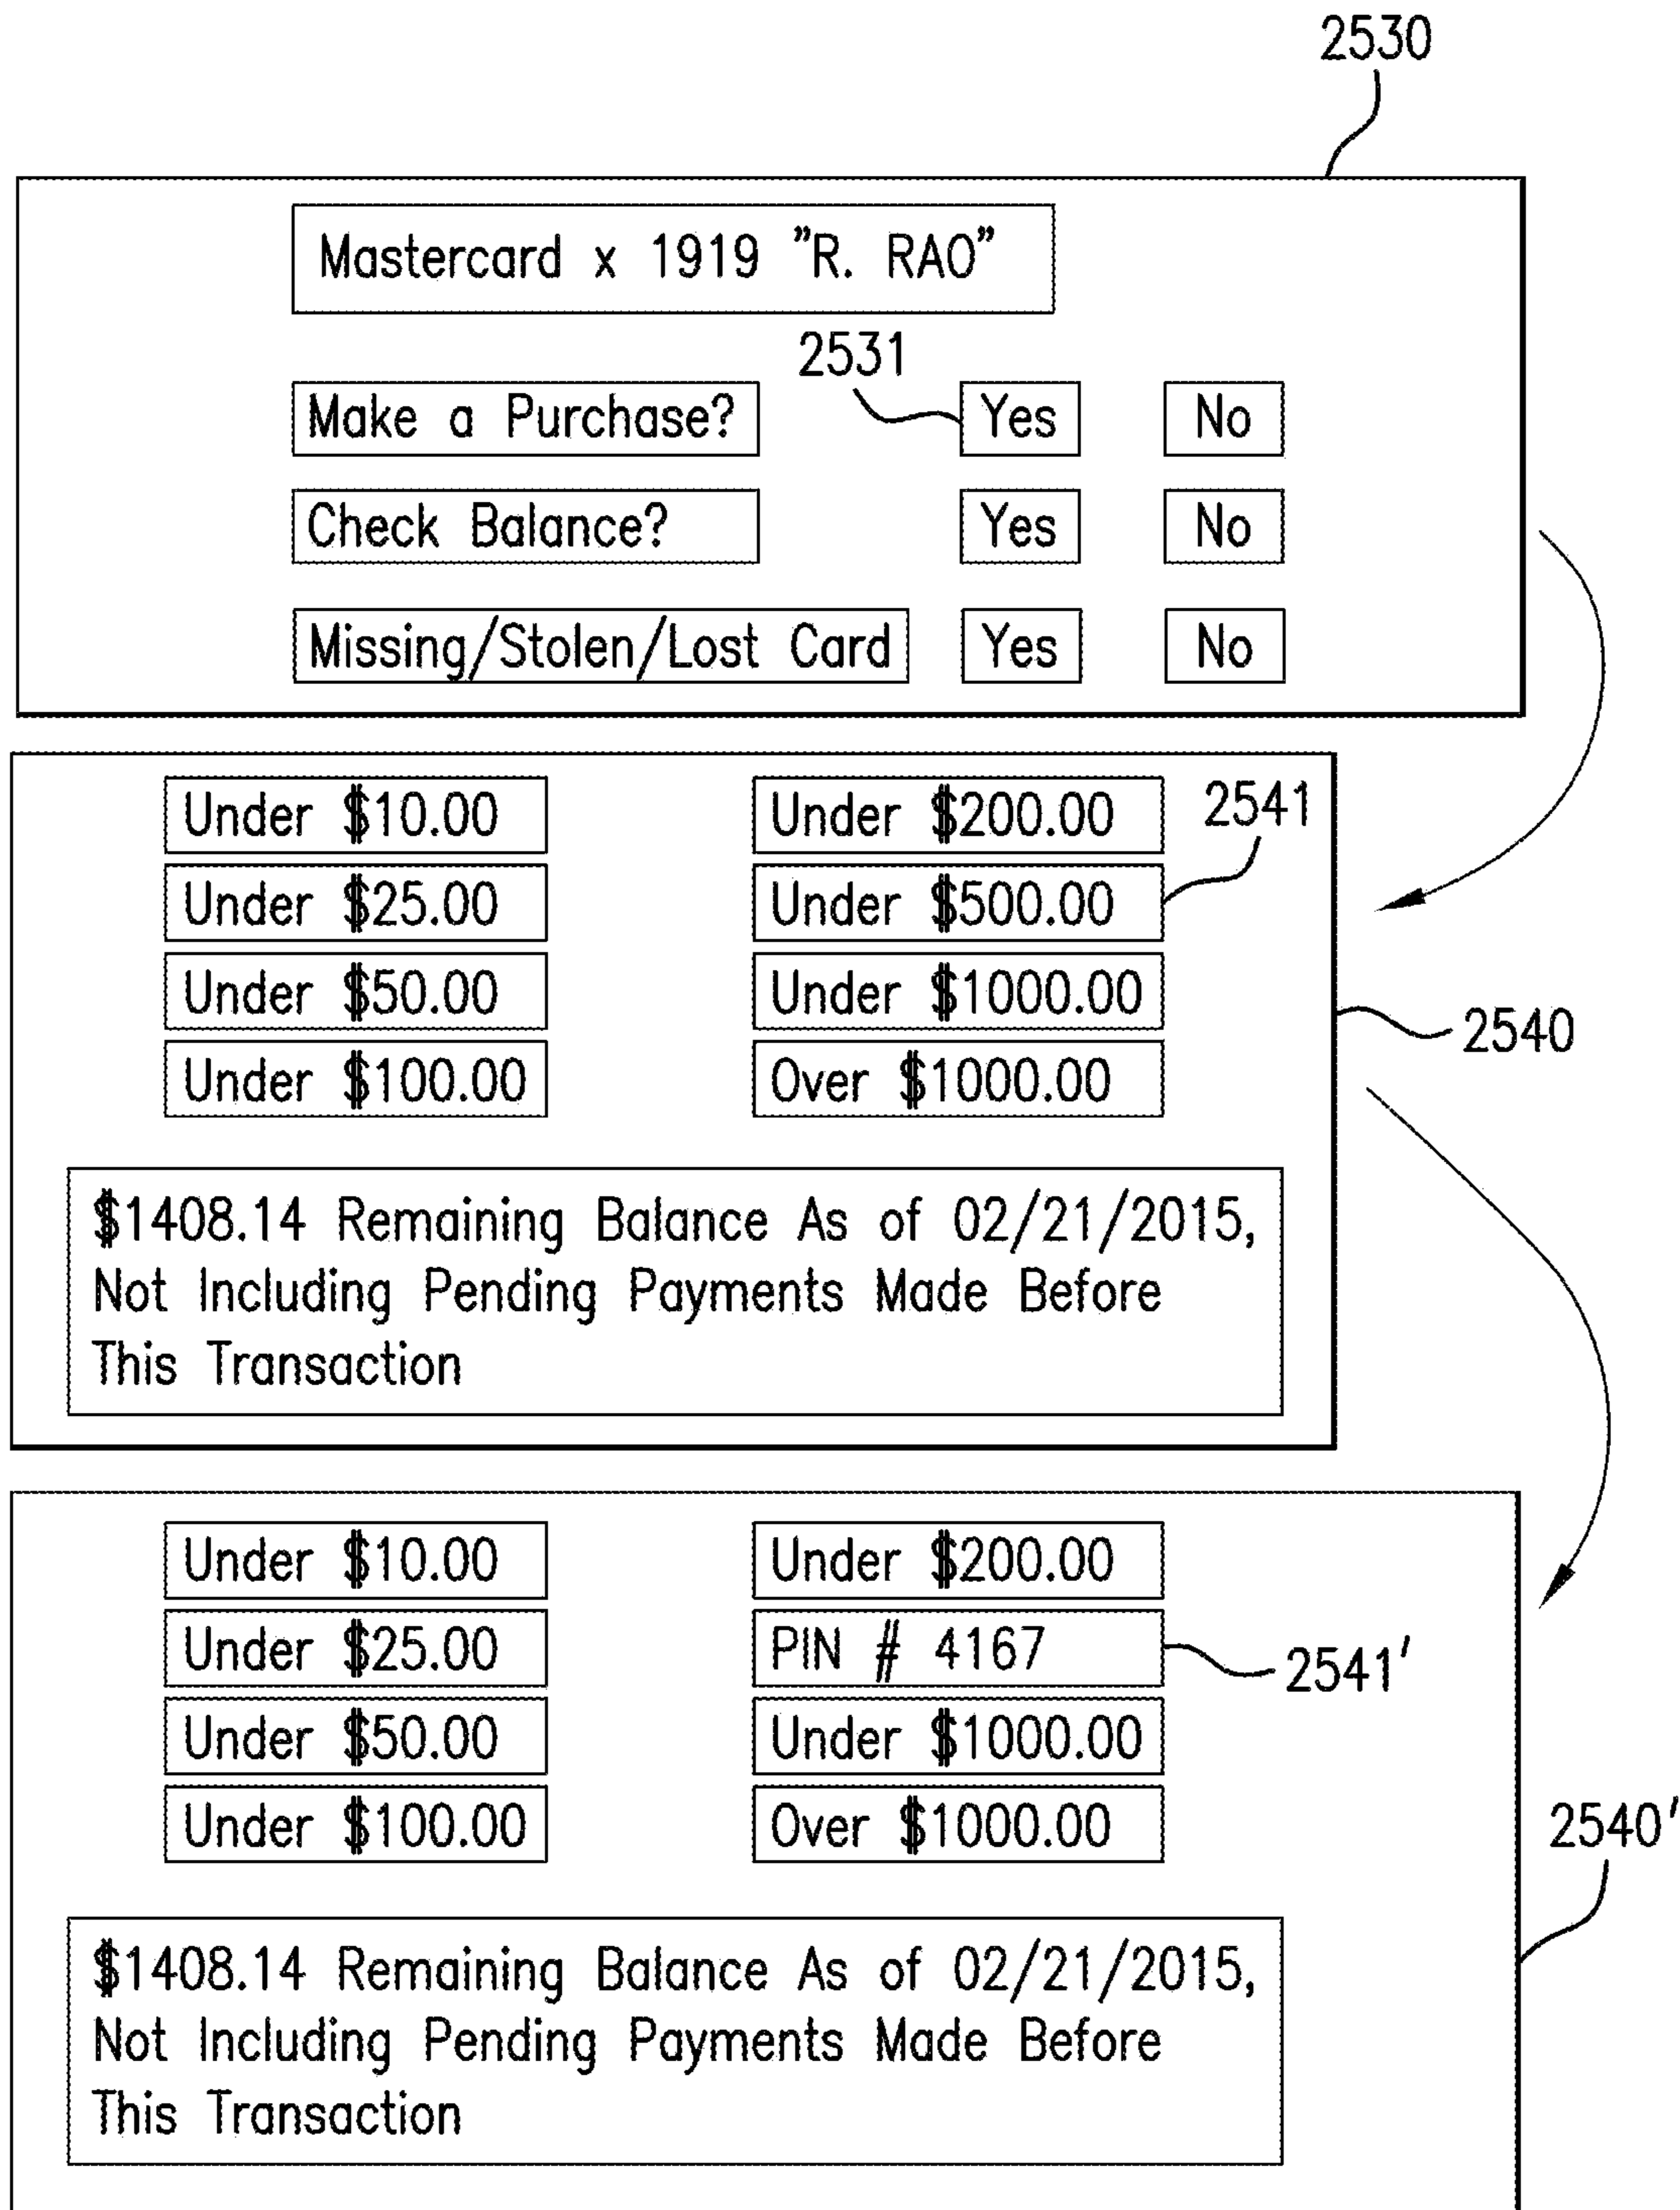 2530
Mastercard x 1919 "R. RAO"
2531
Make a Purchase? Yes No
Check Balance? Yes No
Missing/Stolen/Lost Card Yes No
Under $10.00 Under $200.00 2541
Under $25.00 Under $500.00
Under $50.00 Under $1000.00
2540
Under $100.00 Over $1000.00
$1408.14 Remaining Balance As of 02/21/2015,
Not Including Pending Payments Made Before
This Transaction
Under $10.00 Under $200.00
Under $25.00 PIN # 4167 2541'
Under $50.00 Under $1000.00
Under $100.00 Over $1000.00 2540'
$1408.14 Remaining Balance As of 02/21/2015,
Not Including Pending Payments Made Before
This Transaction